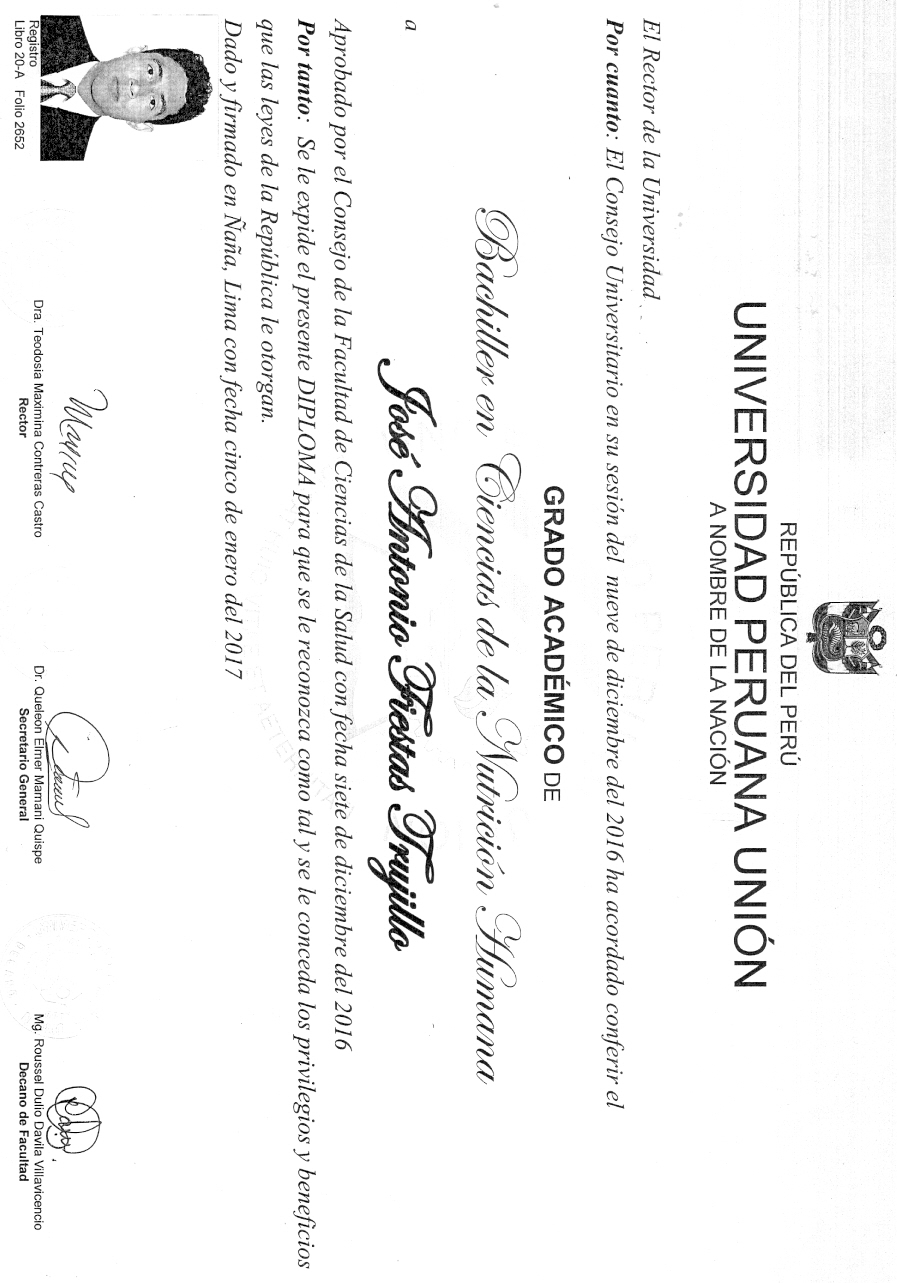 REPÚBLICA DEL PERÚ
UNIVERSIDAD PERUANA UNIÓN
A NOMBRE DE LA NACIÓN
El Rector de la Universidad
Por cuanto: El Consejo Universitario en su sesión del nueve de diciembre del 2016 ha acordado conferir el
GRADO ACADÉMICO DE
Bachiller en Ciencias de la Nutrición Humana
a
José Antonio Fiestas Trujillo
Aprobado por el Consejo de la Facultad de Ciencias de la Salud con fecha siete de diciembre del 2016
Por tanto: Se le expide el presente DIPLOMA para que se le reconozca como tal y se le conceda los privilegios y beneficios
que las leyes de la República le otorgan.
Dado y firmado en Ñaña, Lima con fecha cinco de enero del 2017
Registro
Libro 20-A Folio 2652
Dra. Teodosia Maximina Contreras Castro
Rector
Dr. Queleon Elmer Mamani Quispe
Secretario General
Mg. Roussel Dulio Davila Villavicencio
Decano de Facultad